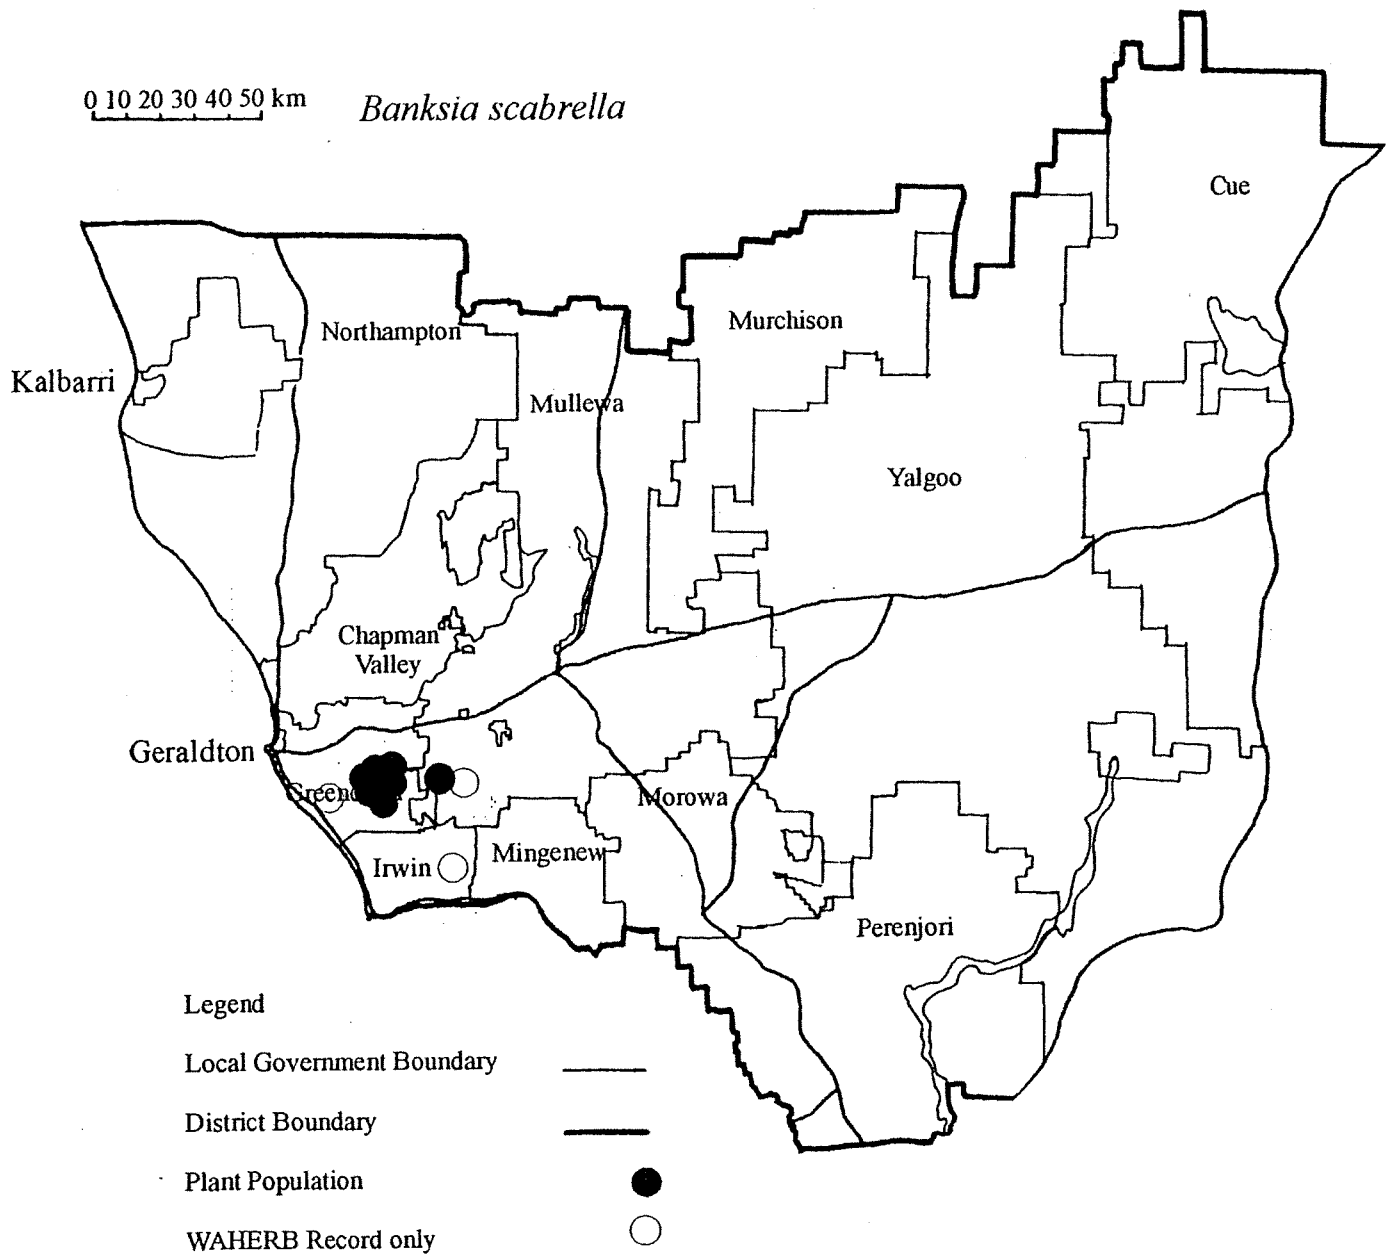 0 10 20 30 40 50 km
Banksia scabrella
Cue
Northampton
Murchison
Kalbarri
Mullewa
Yalgoo
Chapman
Valley
Geraldton
Morowa
Irwin
Mingenew
Perenjori
Legend
Local Government Boundary
District Boundary
Plant Population
WAHERB Record only